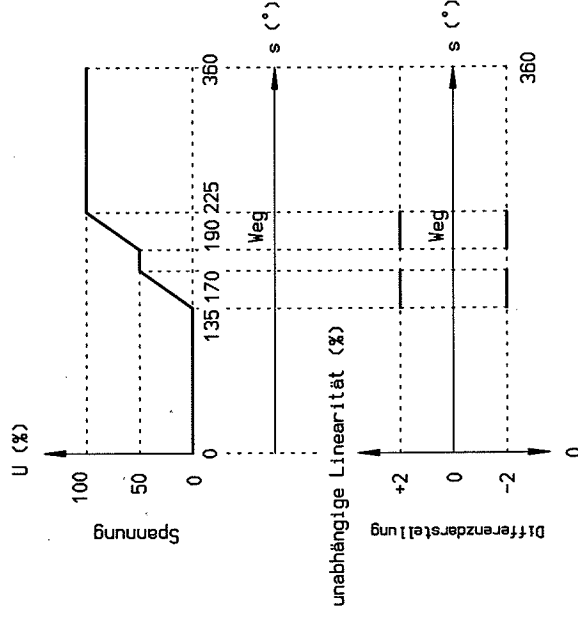 U (%)
Spannung
100
50
0
0
135
170
190
225
360
Weg
s (°)
unabhängige Linearität (%)
Differenzdarstellung
+2
0
-2
Weg
s (°)
0
360